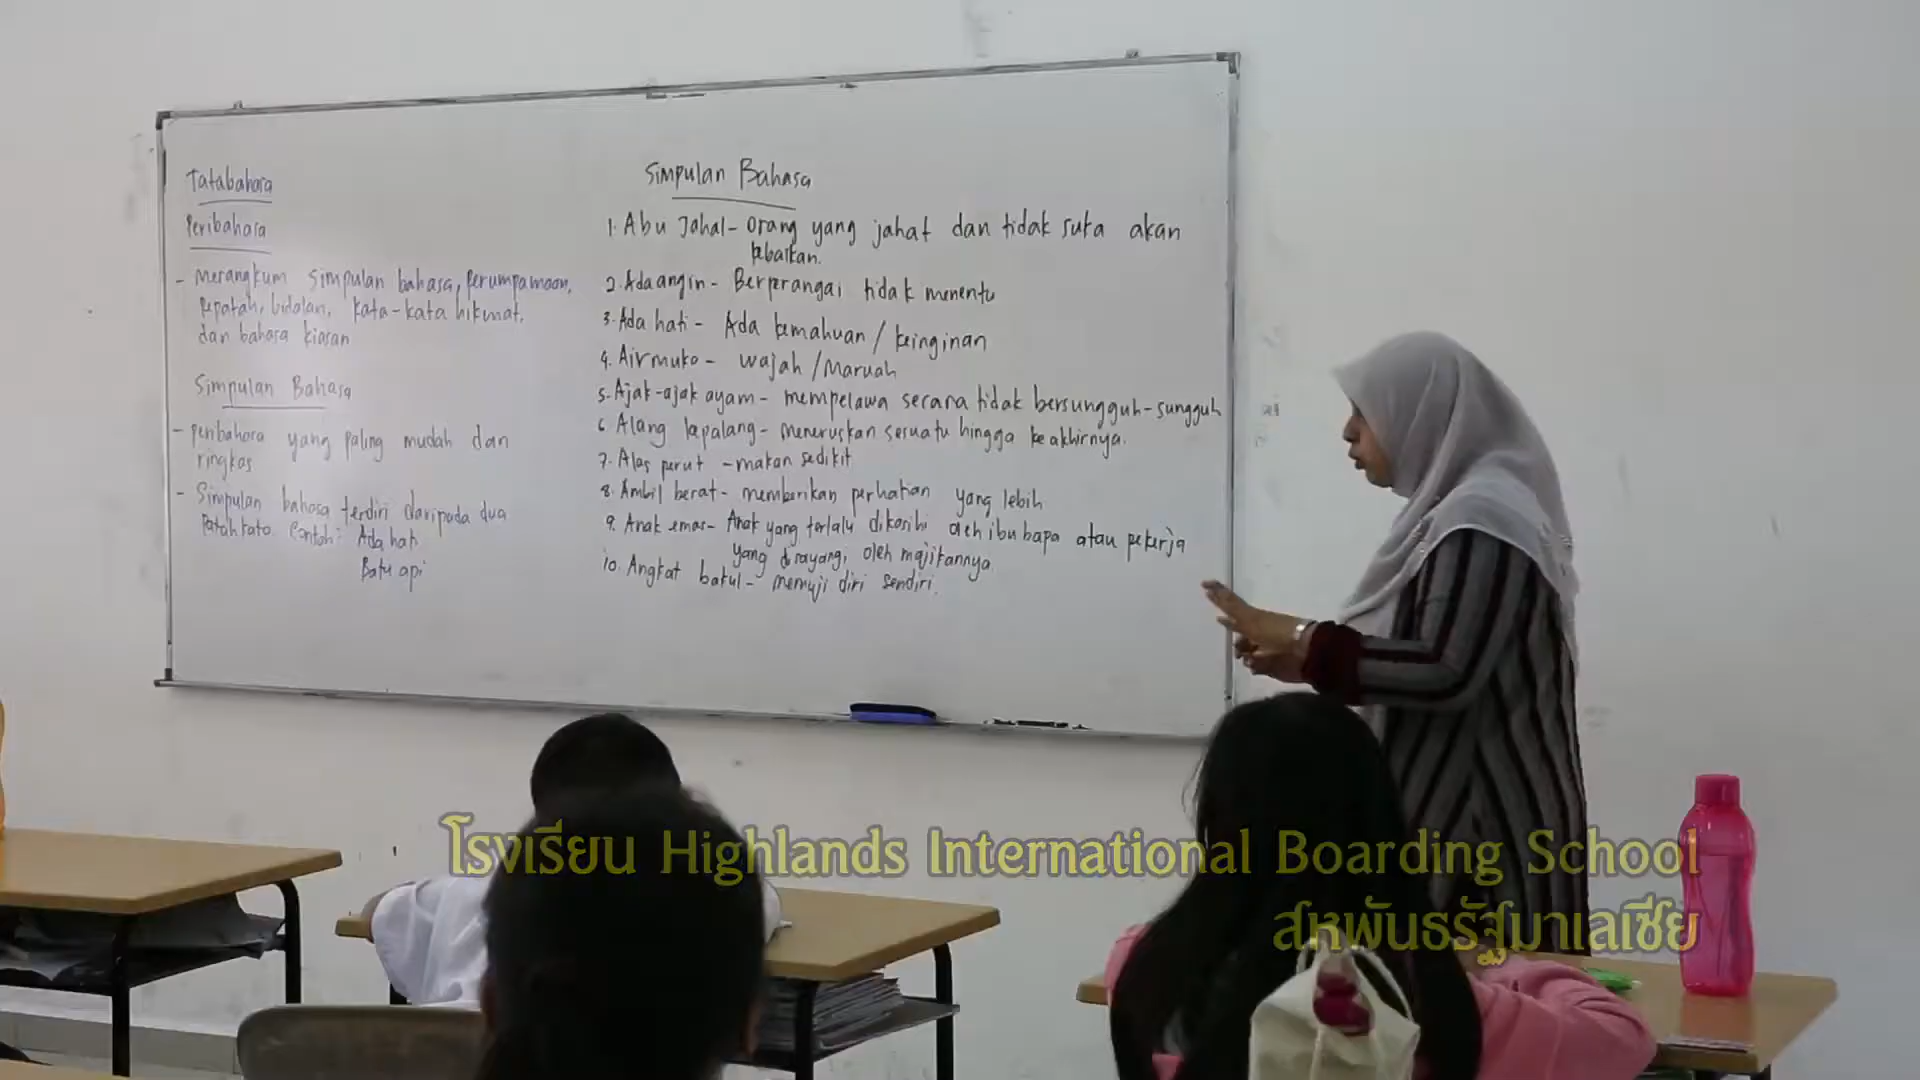 Tatabahasa
Peribahasa
- merangkum simpulan bahasa, perumpamaan,
pepatah, bidalan, kata-kata hikmat,
dan bahasa kiasan
Simpulan Bahasa
- peribahasa yang paling mudah dan
ringkas
- Simpulan bahasa terdiri daripada dua
patah kata. Contoh: Ada hati
Batu api
Simpulan Bahasa
1. Abu Jahal - Orang yang jahat dan tidak suka akan
kebaikan.
2. Ada angin - Berperangai tidak menentu
3. Ada hati - Ada kemahuan / keinginan
4. Air muka - wajah / Maruah
5. Ajak-ajak ayam - mempelawa secara tidak bersungguh-sungguh
6. Alang kepalang - meneruskan sesuatu hingga ke akhirnya.
7. Alas perut - makan sedikit
8. Ambil berat - memberikan perhatian yang lebih
9. Anak emas - Anak yang terlalu dikasihi oleh ibu bapa atau pekerja
yang disayangi oleh majikannya
10. Angkat bakul - memuji diri sendiri.
โรงเรียน Highlands International Boarding School
สหพันธรัฐมาเลเซีย